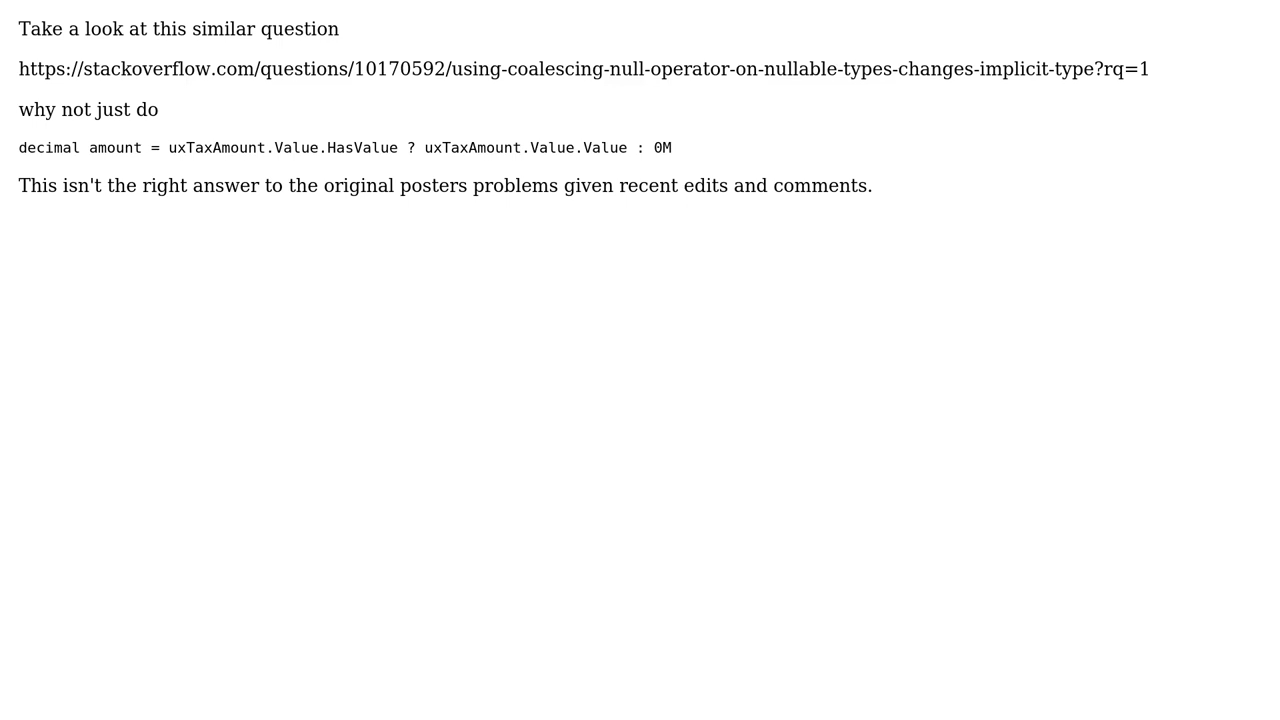 Take a look at this similar question
https://stackoverflow.com/questions/10170592/using-coalescing-null-operator-on-nullable-types-changes-implicit-type?rq=1
why not just do
decimal amount = uxTaxAmount.Value.HasValue ? uxTaxAmount.Value.Value : 0M
This isn't the right answer to the original posters problems given recent edits and comments.